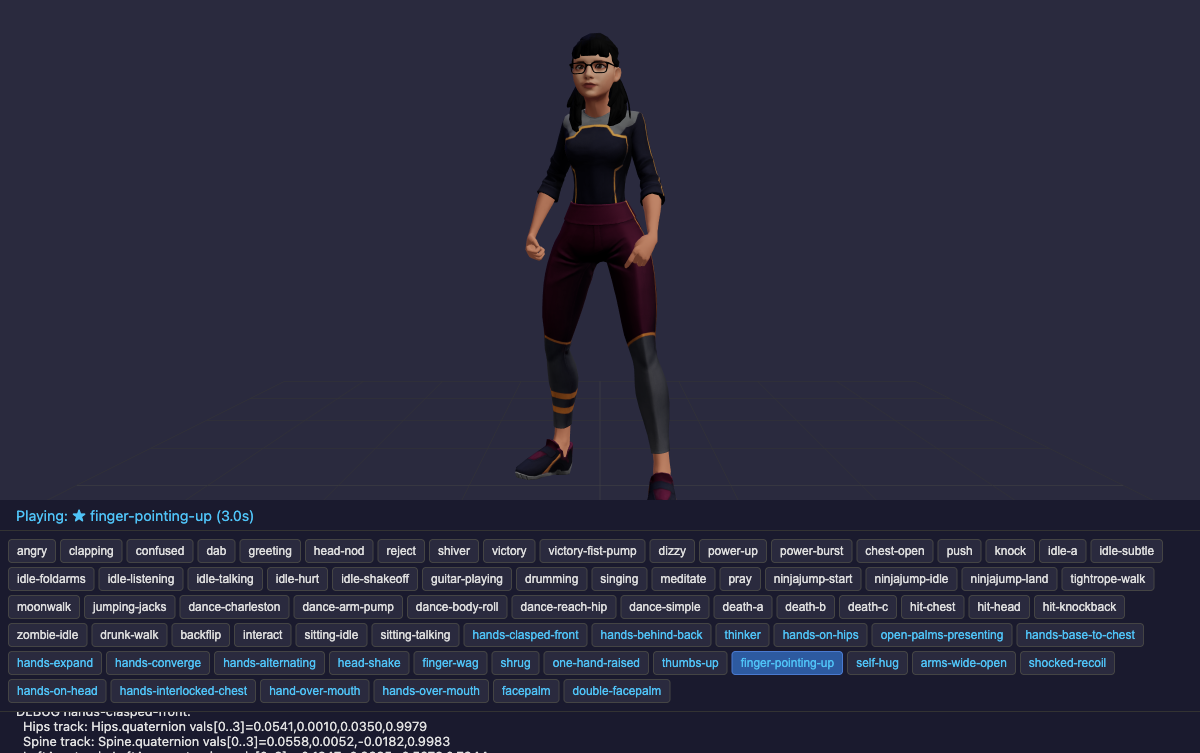 Playing: ★ finger-pointing-up (3.0s)
angry clapping confused dab greeting head-nod reject shiver victory victory-fist-pump dizzy power-up power-burst chest-open push knock idle-a idle-subtle
idle-foldarms idle-listening idle-talking idle-hurt idle-shakeoff guitar-playing drumming singing meditate pray ninjajump-start ninjajump-idle ninjajump-land tightrope-walk
moonwalk jumping-jacks dance-charleston dance-arm-pump dance-body-roll dance-reach-hip dance-simple death-a death-b death-c hit-chest hit-head hit-knockback
zombie-idle drunk-walk backflip interact sitting-idle sitting-talking hands-clasped-front hands-behind-back thinker hands-on-hips open-palms-presenting hands-base-to-chest
hands-expand hands-converge hands-alternating head-shake finger-wag shrug one-hand-raised thumbs-up finger-pointing-up self-hug arms-wide-open shocked-recoil
hands-on-head hands-interlocked-chest hand-over-mouth hands-over-mouth facepalm double-facepalm
DEBUG hands-clasped-front:
Hips track: Hips.quaternion vals[0..3]=0.0541,0.0010,0.0350,0.9979
Spine track: Spine.quaternion vals[0..3]=0.0558,0.0052,-0.0182,0.9983